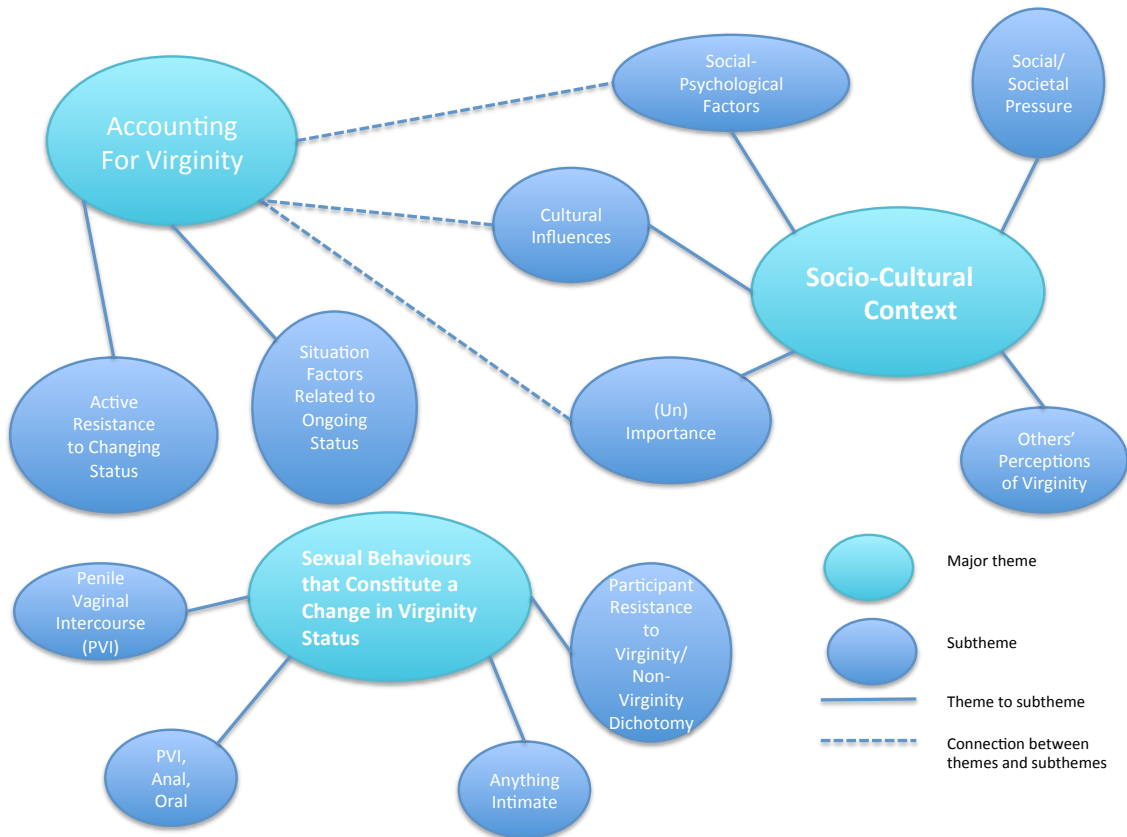 Accounting
For Virginity
Social-
Psychological
Factors
Social/
Societal
Pressure
Cultural
Influences
Socio-Cultural
Context
Active
Resistance
to Changing
Status
Situation
Factors
Related to
Ongoing
Status
(Un)
Importance
Others’
Perceptions
of Virginity
Sexual Behaviours
that Constitute a
Change in Virginity
Status
Penile
Vaginal
Intercourse
(PVI)
Participant
Resistance
to
Virginity/
Non-
Virginity
Dichotomy
PVI,
Anal,
Oral
Anything
Intimate
Major theme
Subtheme
Theme to subtheme
Connection between
themes and subthemes